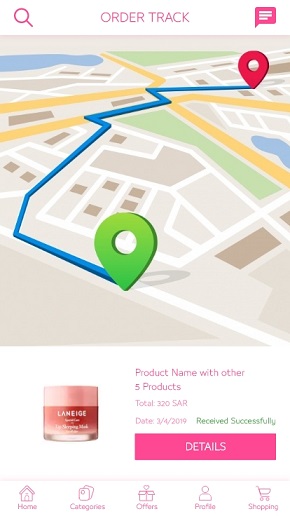 ORDER TRACK
LANEIGE
Lip Sleeping Mask
Product Name with other
5 Products
Total: 320 SAR
Date: 3/4/2019 Received Successfully
DETAILS
Home Categories Offers Profile Shopping